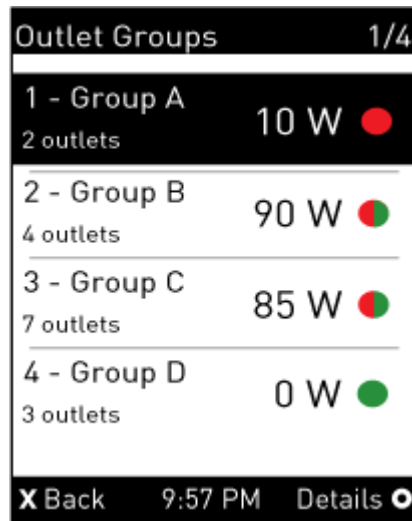 Outlet Groups 1/4
1 - Group A
10 W
2 outlets
2 - Group B
90 W
4 outlets
3 - Group C
85 W
7 outlets
4 - Group D
0 W
3 outlets
X Back 9:57 PM Details